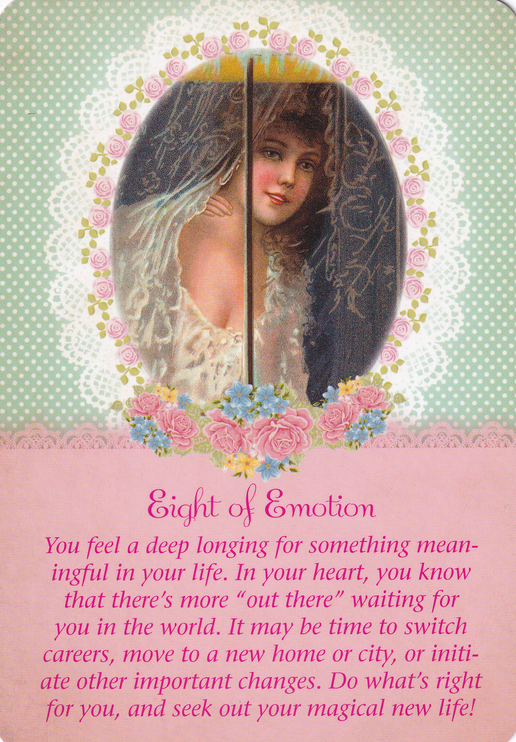 Eight of Emotion
You feel a deep longing for something mean-
ingful in your life. In your heart, you know
that there's more “out there” waiting for
you in the world. It may be time to switch
careers, move to a new home or city, or initi-
ate other important changes. Do what's right
for you, and seek out your magical new life!